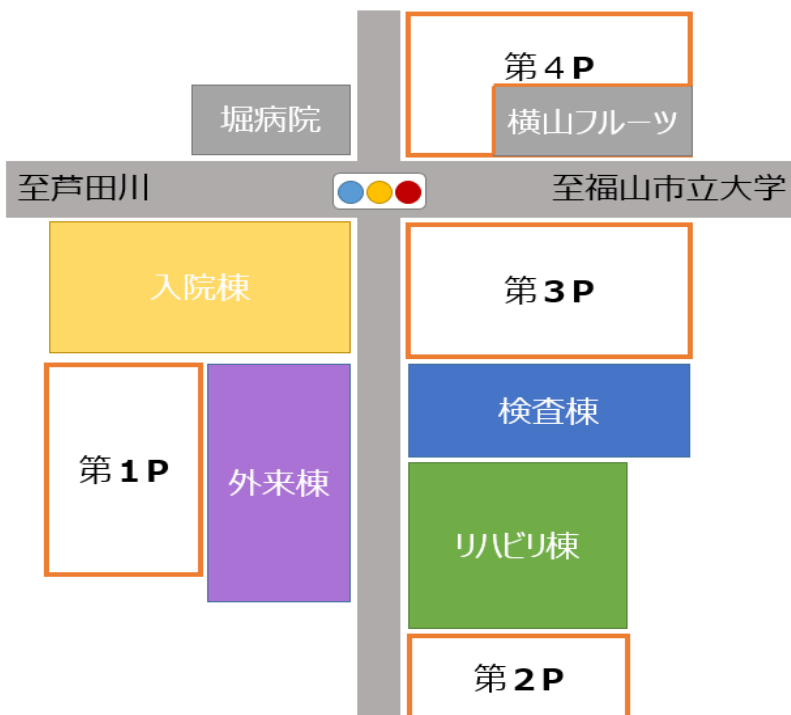 第４P
堀病院
横山フルーツ
至芦田川
至福山市立大学
入院棟
第３P
検査棟
第１P
外来棟
リハビリ棟
第２P